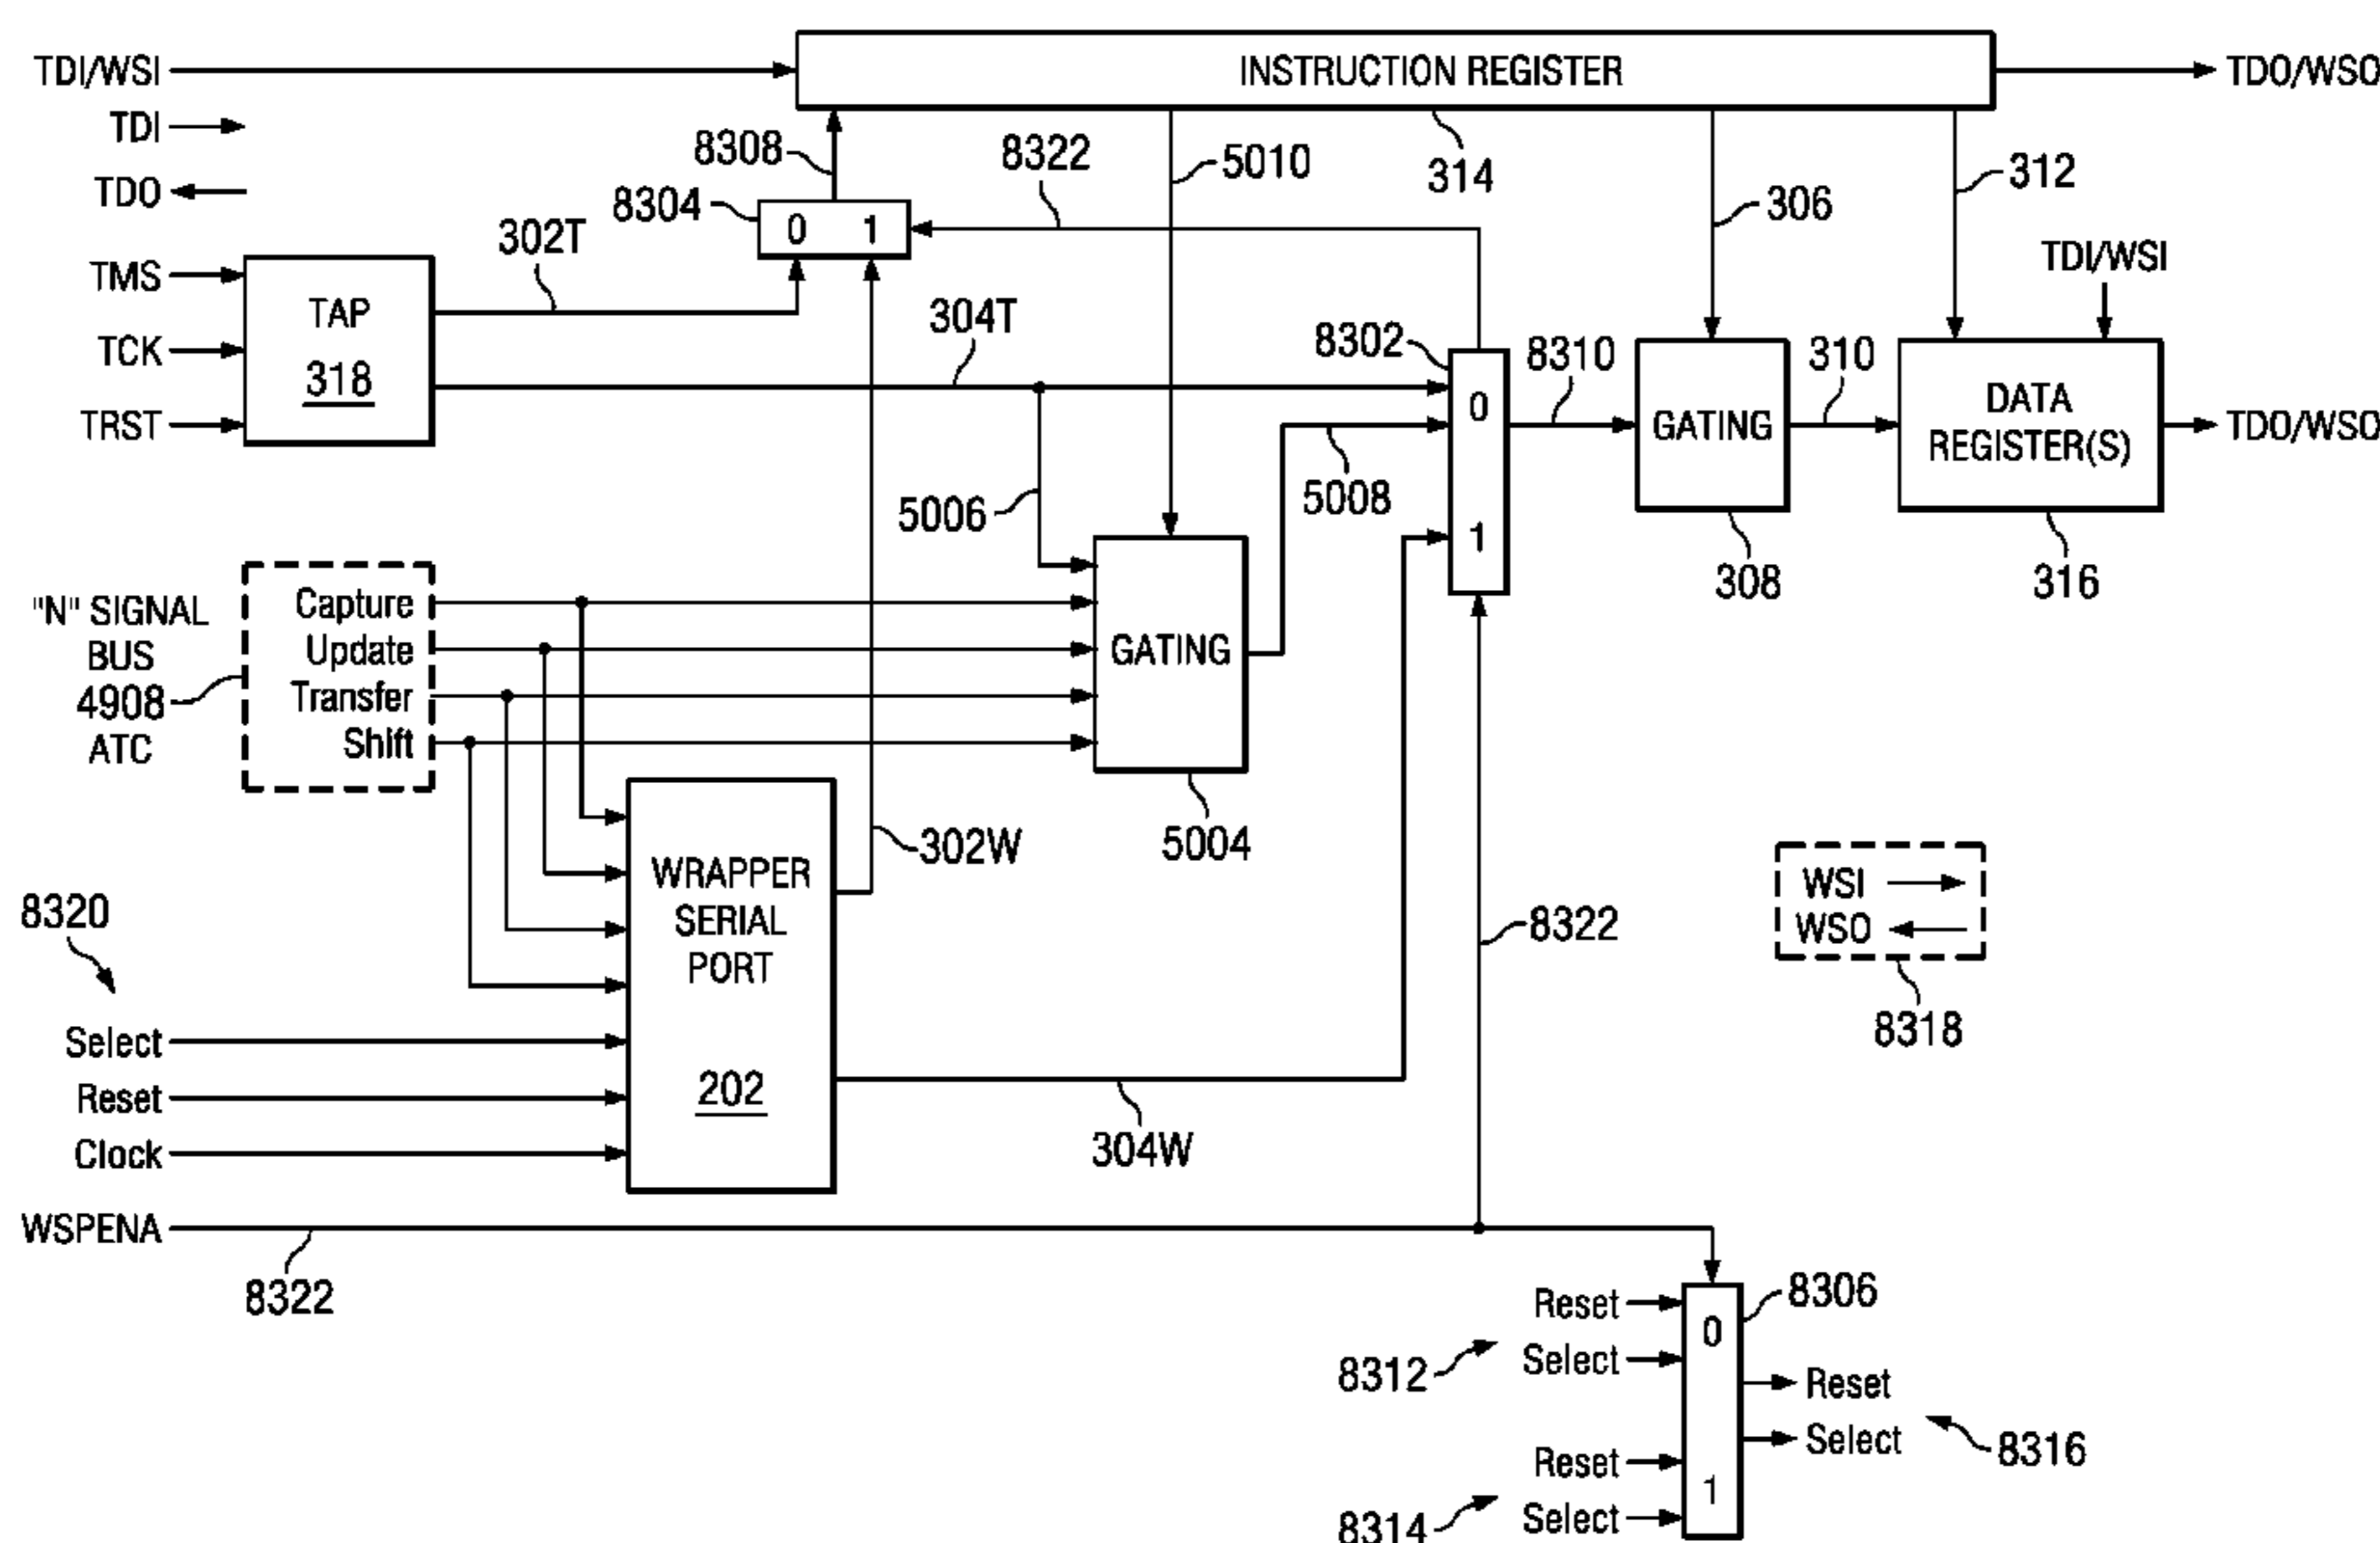 TDI/WSI
INSTRUCTION REGISTER
TDO/WSO
TDI
TDO
8308
8322
5010
314
312
8304
0 1
306
302T
TDI/WSI
TMS
TCK
TRST
TAP
318
304T
8302
0
1
8310
GATING
310
DATA
REGISTER(S)
TDO/WSO
5006
5008
308
316
"N" SIGNAL
BUS
4908
ATC
Capture
Update
Transfer
Shift
GATING
5004
302W
WRAPPER
SERIAL
PORT
202
8320
Select
Reset
Clock
304W
8322
WSI
WSO
8318
WSPENA
8322
8306
Reset
Select
8312
0
1
Reset
Select
8316
Reset
Select
8314